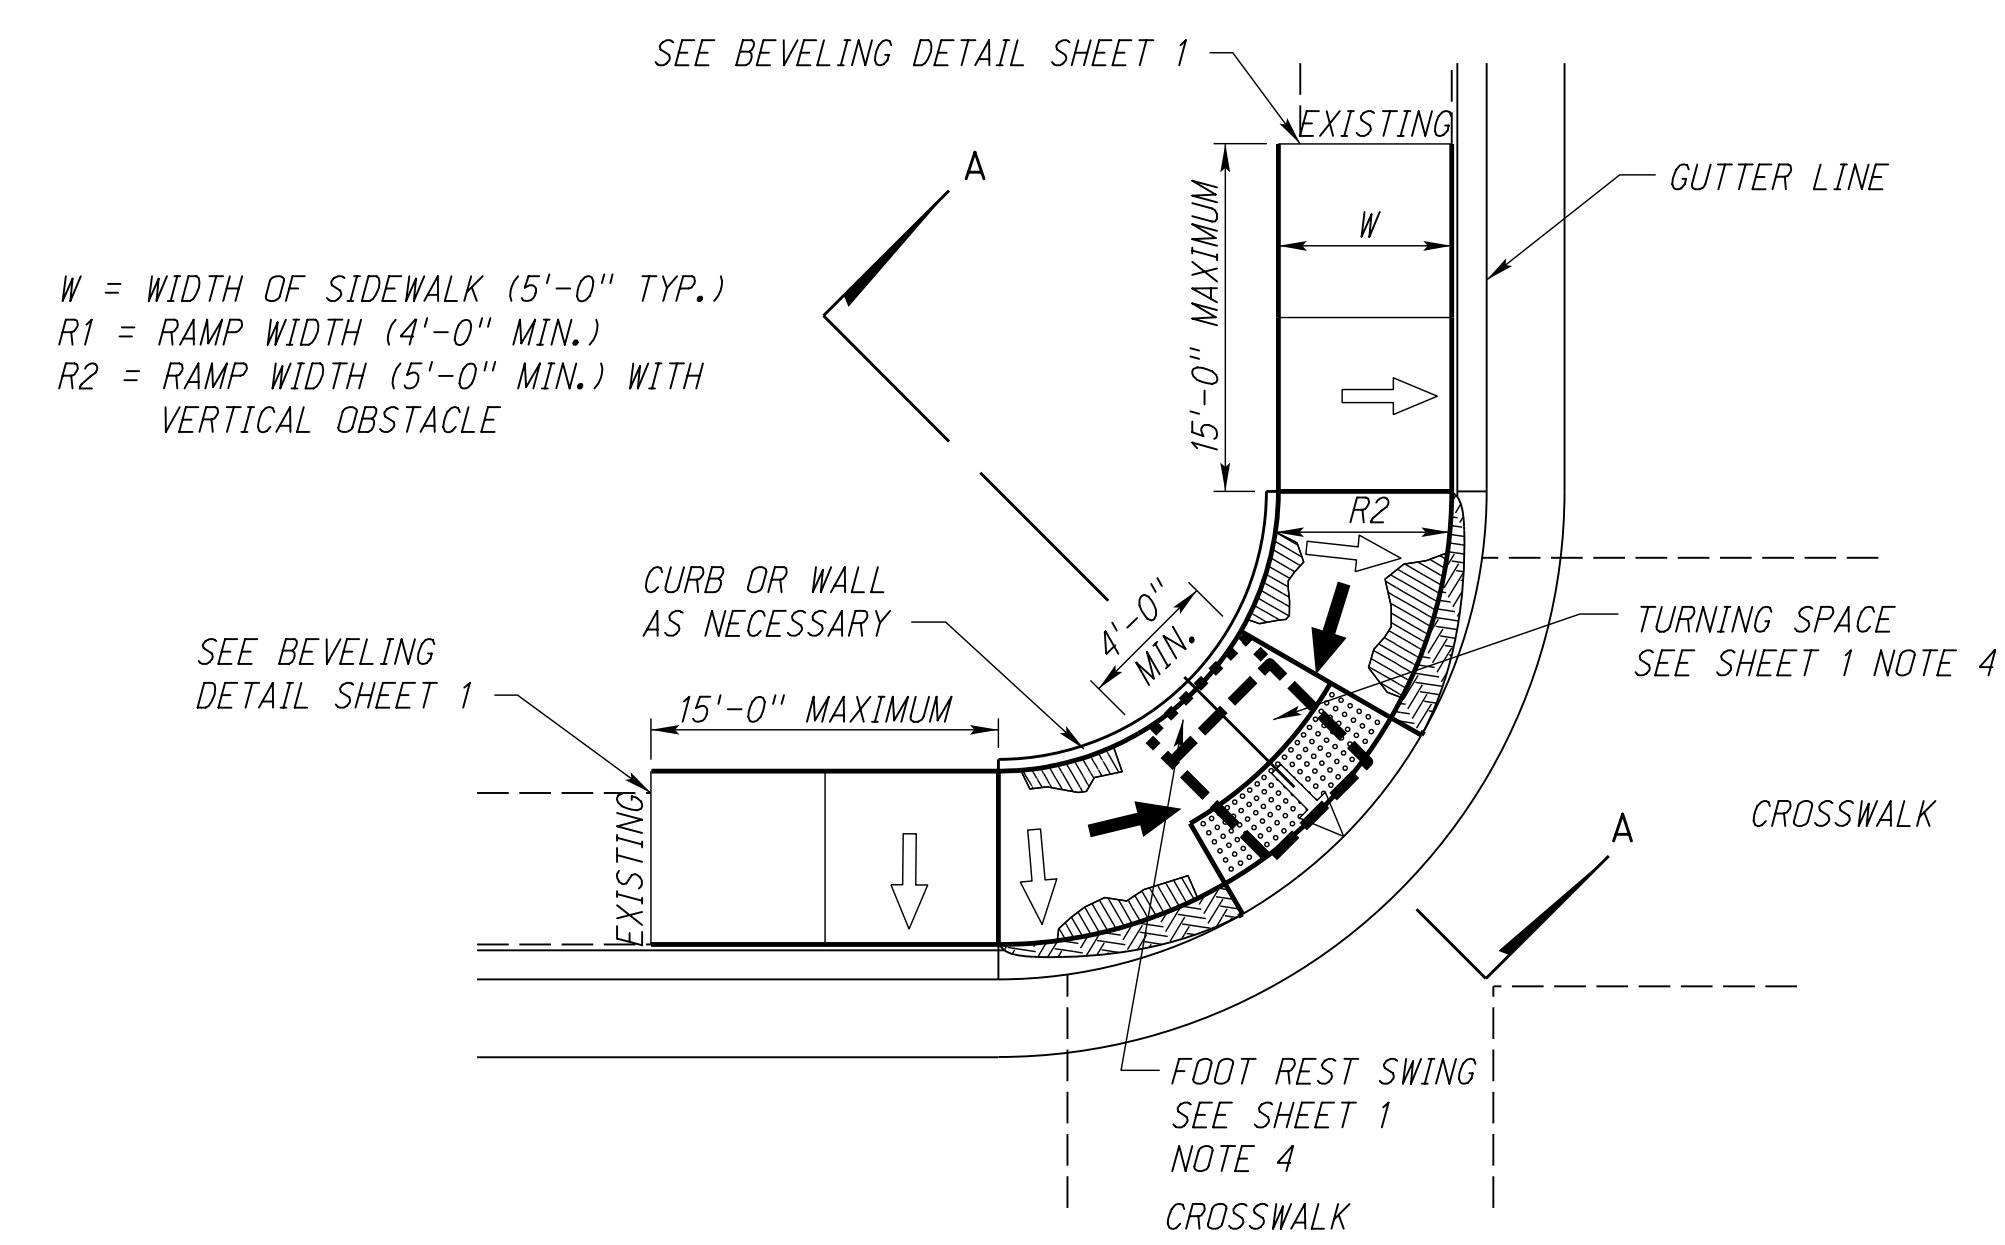 SEE BEVELING DETAIL SHEET 1
EXISTING
A
GUTTER LINE
15'-0" MAXIMUM
W
W = WIDTH OF SIDEWALK (5'-0" TYP.)
R1 = RAMP WIDTH (4'-0" MIN.)
R2 = RAMP WIDTH (5'-0" MIN.) WITH
VERTICAL OBSTACLE
R2
CURB OR WALL
AS NECESSARY
4'-0"
MIN.
TURNING SPACE
SEE SHEET 1 NOTE 4
SEE BEVELING
DETAIL SHEET 1
15'-0" MAXIMUM
EXISTING
CROSSWALK
A
FOOT REST SWING
SEE SHEET 1
NOTE 4
CROSSWALK